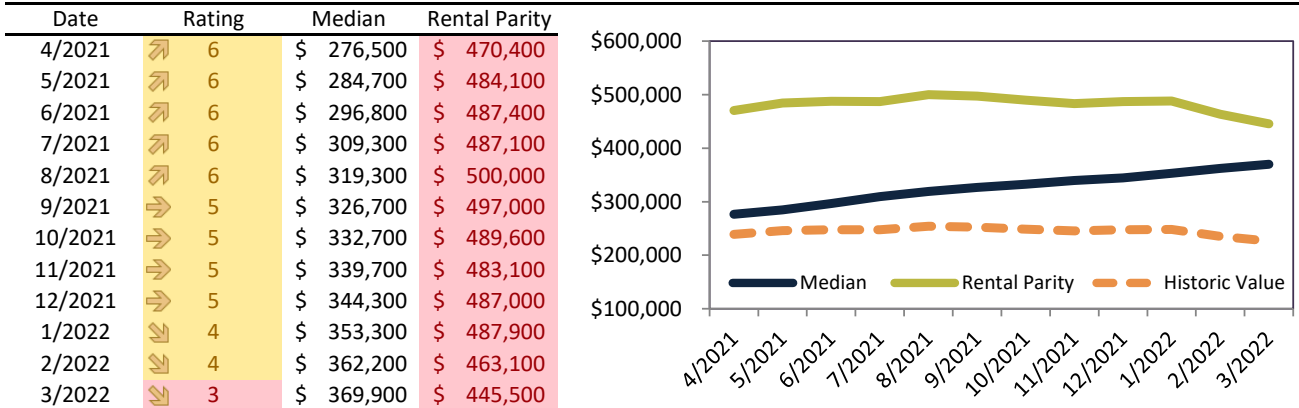 Date Rating Median Rental Parity
4/2021 6 $ 276,500 $ 470,400
5/2021 6 $ 284,700 $ 484,100
6/2021 6 $ 296,800 $ 487,400
7/2021 6 $ 309,300 $ 487,100
8/2021 6 $ 319,300 $ 500,000
9/2021 5 $ 326,700 $ 497,000
10/2021 5 $ 332,700 $ 489,600
11/2021 5 $ 339,700 $ 483,100
12/2021 5 $ 344,300 $ 487,000
1/2022 4 $ 353,300 $ 487,900
2/2022 4 $ 362,200 $ 463,100
3/2022 3 $ 369,900 $ 445,500
$600,000
$500,000
$400,000
$300,000
$200,000
$100,000
Median Rental Parity Historic Value
4/2021 5/2021 6/2021 7/2021 8/2021 9/2021 10/2021 11/2021 12/2021 1/2022 2/2022 3/2022